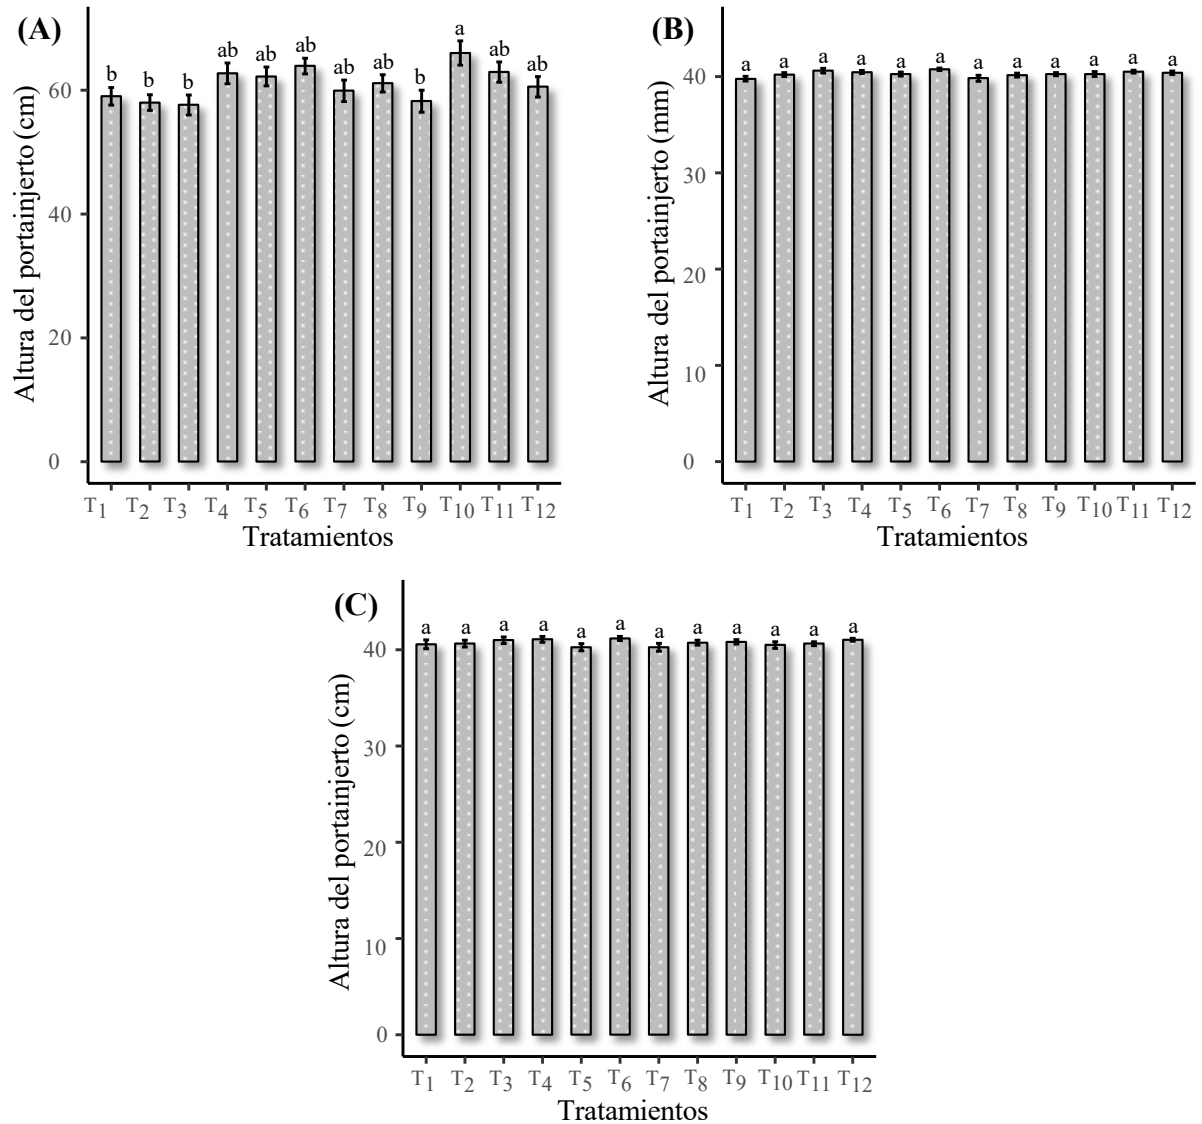 (A)
b b b ab ab ab ab ab b a ab ab
Altura del portainjerto (cm)
60
40
20
0
T1 T2 T3 T4 T5 T6 T7 T8 T9 T10 T11 T12
Tratamientos
(B)
a a a a a a a a a a a a
Altura del portainjerto (mm)
40
30
20
10
0
T1 T2 T3 T4 T5 T6 T7 T8 T9 T10 T11 T12
Tratamientos
(C)
a a a a a a a a a a a a
Altura del portainjerto (cm)
40
30
20
10
0
T1 T2 T3 T4 T5 T6 T7 T8 T9 T10 T11 T12
Tratamientos